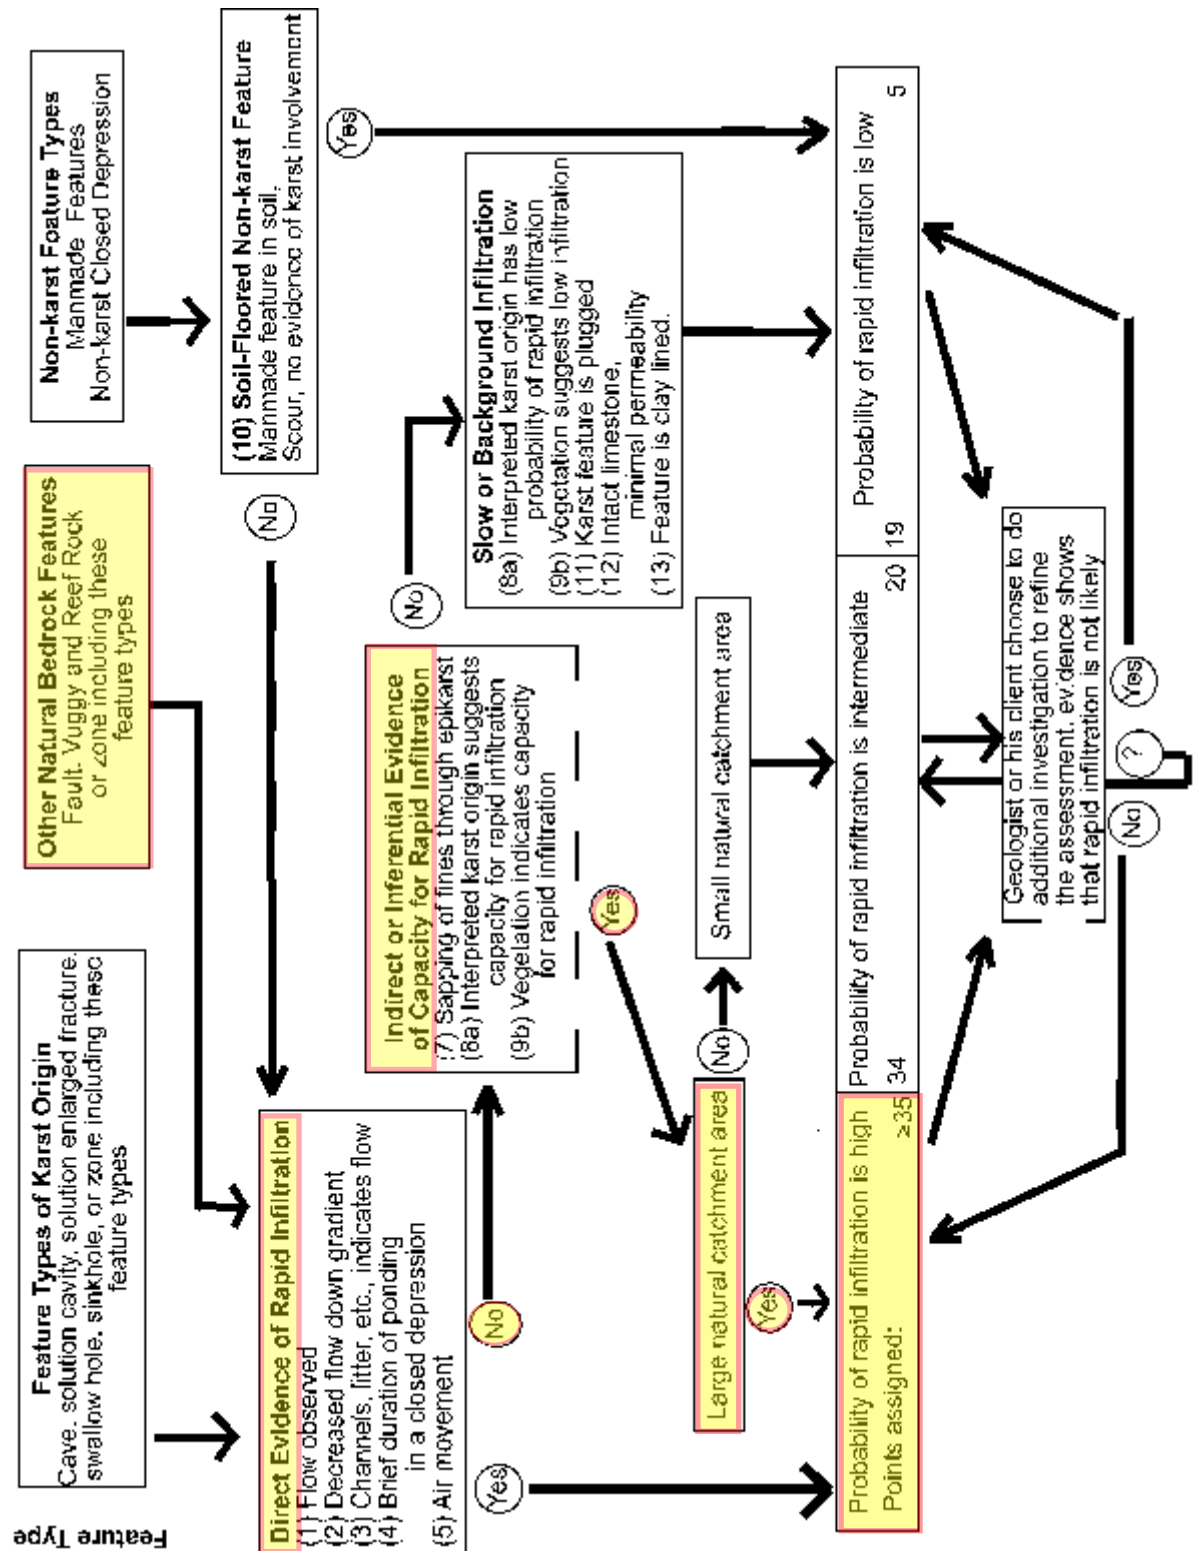 Feature Type
Feature Types of Karst Origin
Cave, solution cavity, solution enlarged fracture,
swallow hole, sinkhole, or zone including these
feature types
Other Natural Bedrock Features
Fault, Vuggy and Reef Rock
or zone including these
feature types
Non-karst Feature Types
Manmade Features
Non-karst Closed Depression
(10) Soil-Floored Non-karst Feature
Manmade feature in soil,
Scour, no evidence of karst involvement
No
Yes
Direct Evidence of Rapid Infiltration
(1) Flow observed
(2) Decreased flow down gradient
(3) Channels, litter, etc., indicates flow
(4) Brief duration of ponding
in a closed depression
(5) Air movement
Yes
No
Indirect or Inferential Evidence
of Capacity for Rapid Infiltration
(7) Sapping of fines through epikarst
(8a) Interpreted karst origin suggests
capacity for rapid infiltration
(9b) Vegetation indicates capacity
for rapid infiltration
Yes
No
Slow or Background Infiltration
(8a) Interpreted karst origin has low
probability of rapid infiltration
(9b) Vegetation suggests low infiltration
(11) Karst feature is plugged
(12) Intact limestone,
minimal permeability
(13) Feature is clay lined.
Large natural catchment area
Yes
No
Small natural catchment area
Probability of rapid infiltration is high
Points assigned: ≥35
Probability of rapid infiltration is intermediate
34 20
Probability of rapid infiltration is low
19 5
Geologist or his client choose to do
additional investigation to refine
the assessment. evidence shows
that rapid infiltration is not likely
No
?
Yes